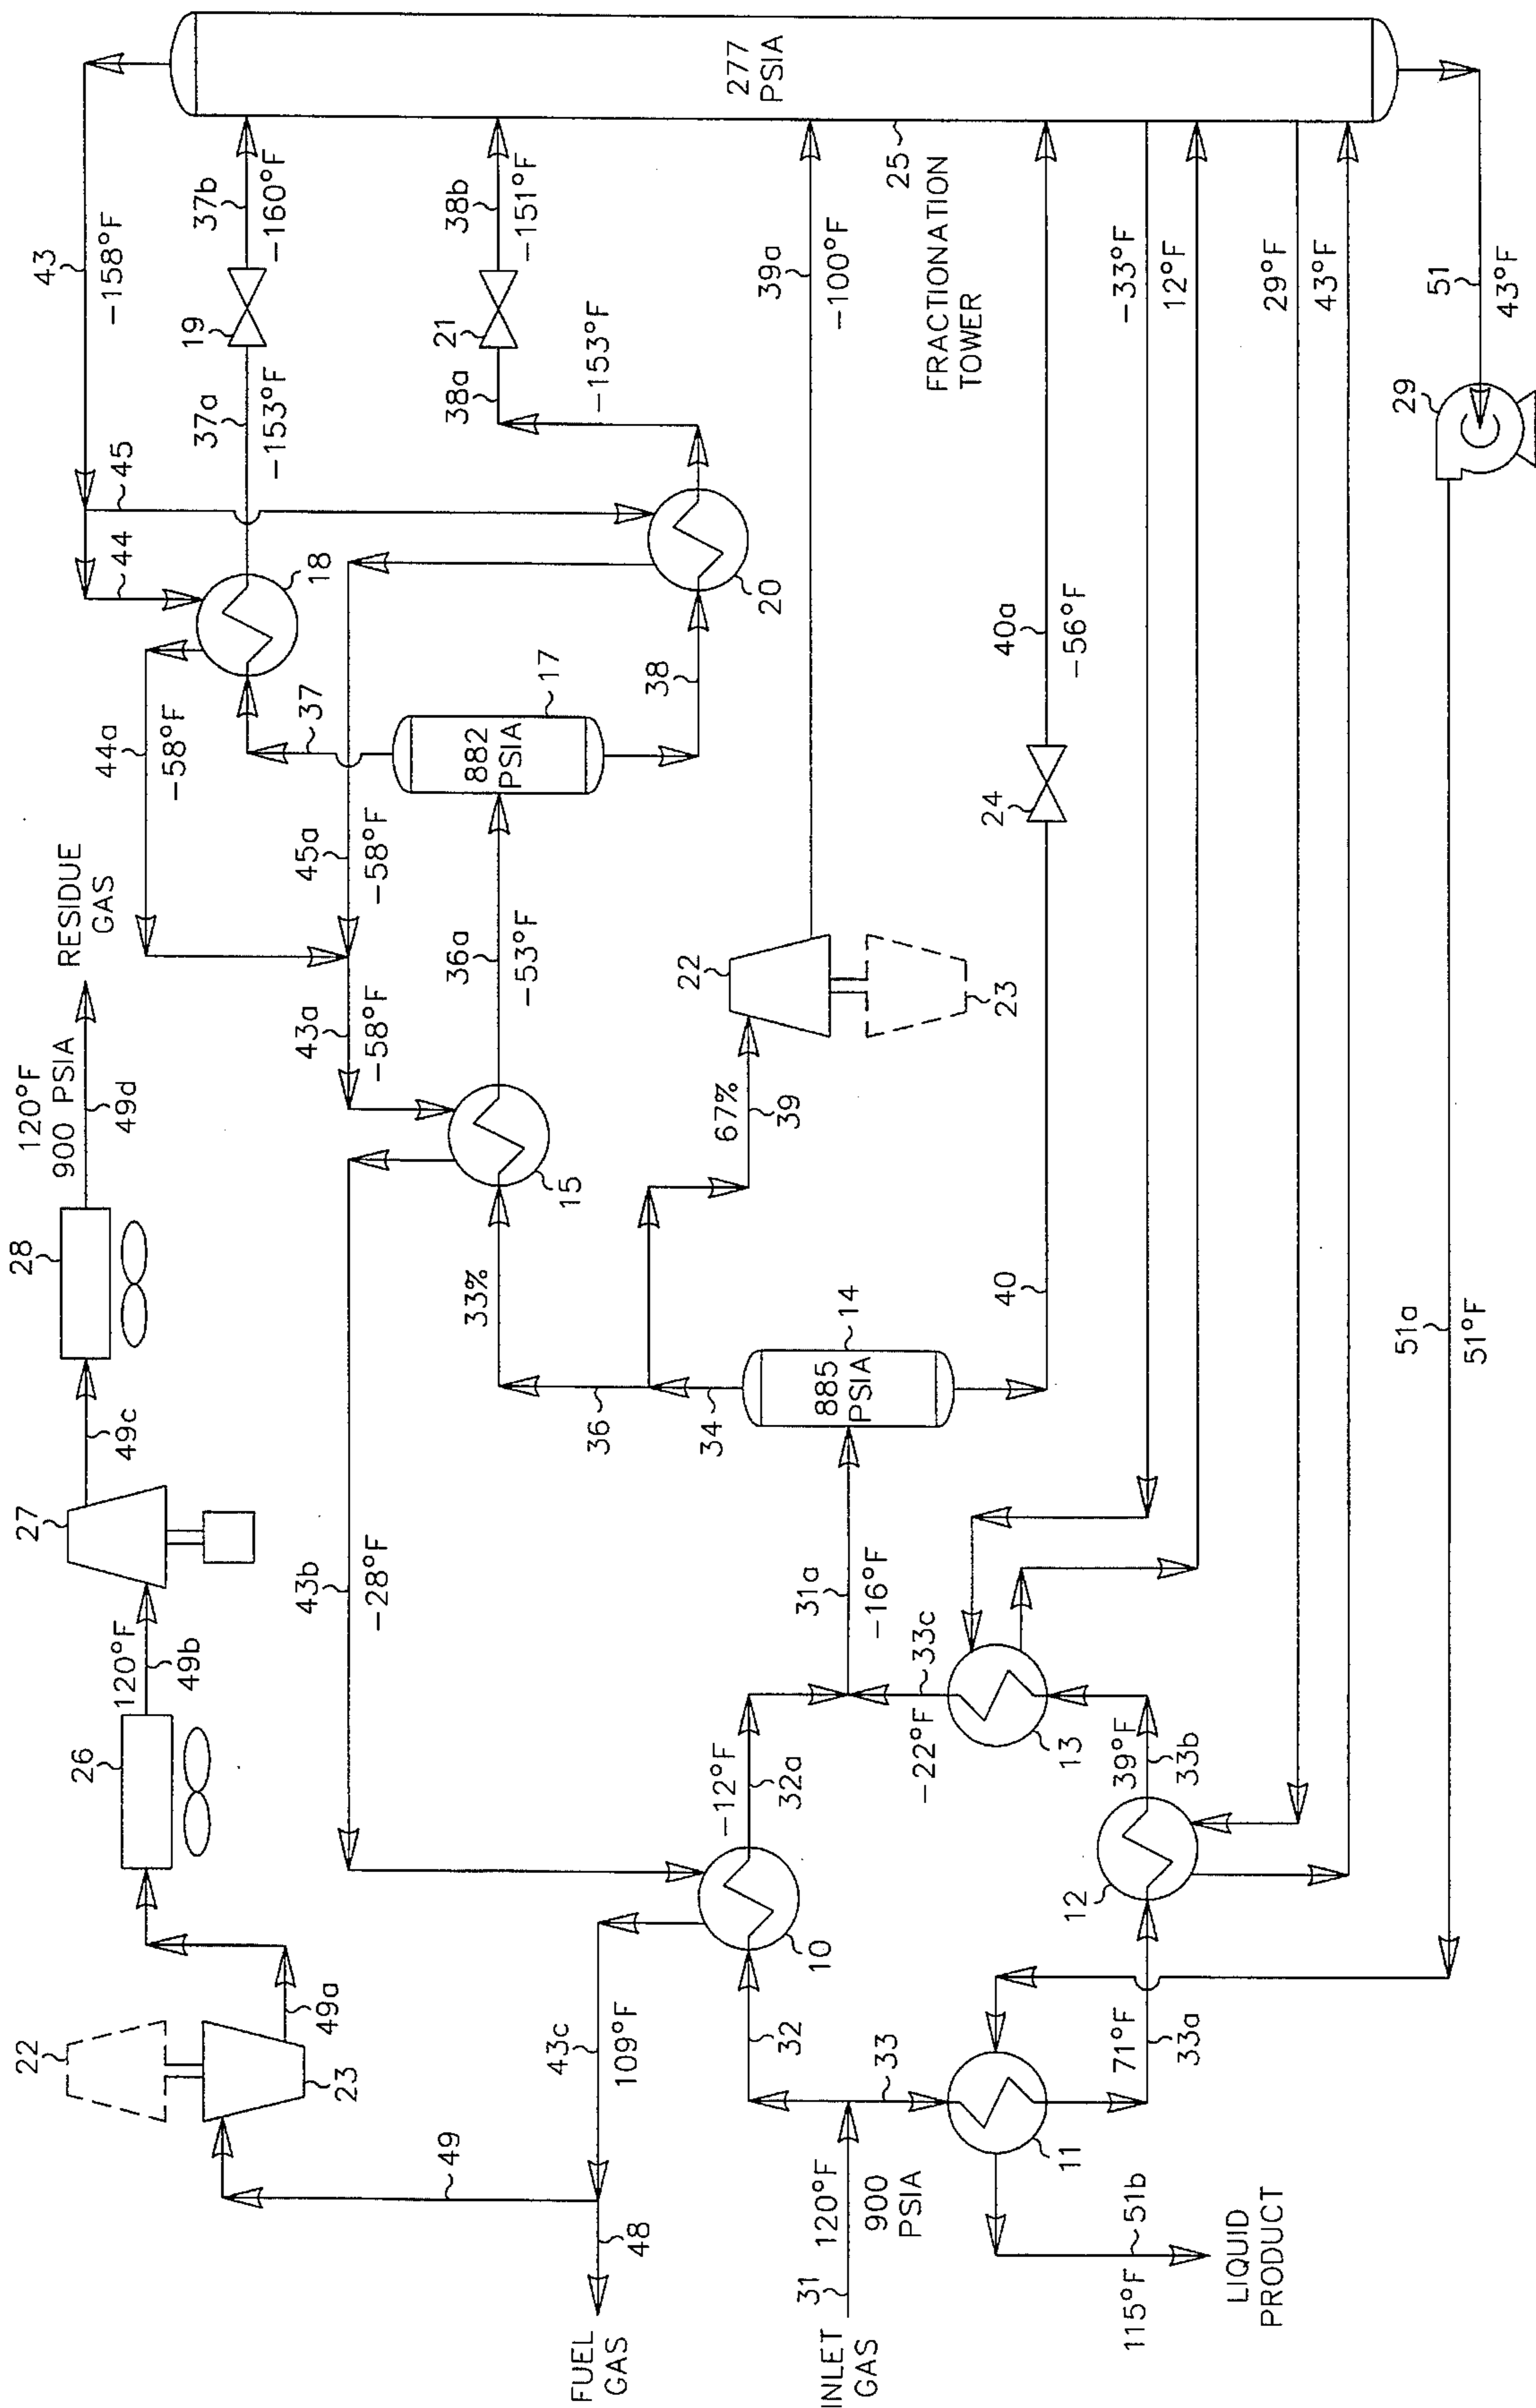 22
23
49a
26
120°F
49b
27
49c
28
120°F
900 PSIA
49d
RESIDUE
GAS
43
-158°F
49
43b
-28°F
43a
-58°F
44a
-58°F
45a
-58°F
44
45
18
37
37a
-153°F
19
37b
-160°F
33%
15
36a
-53°F
882
PSIA
17
38
20
38a
-153°F
21
38b
-151°F
277
PSIA
FUEL
GAS
48
43c
109°F
32
10
-12°F
32a
36
34
67%
39
22
23
39a
-100°F
25
INLET
GAS
31
120°F
900
PSIA
33
31a
-16°F
885
PSIA
14
-22°F
33c
13
11
40
24
40a
-56°F
FRACTIONATION
TOWER
71°F
33a
12
39°F
33b
-33°F
12°F
29°F
43°F
115°F
51b
LIQUID
PRODUCT
51a
51°F
29
51
43°F